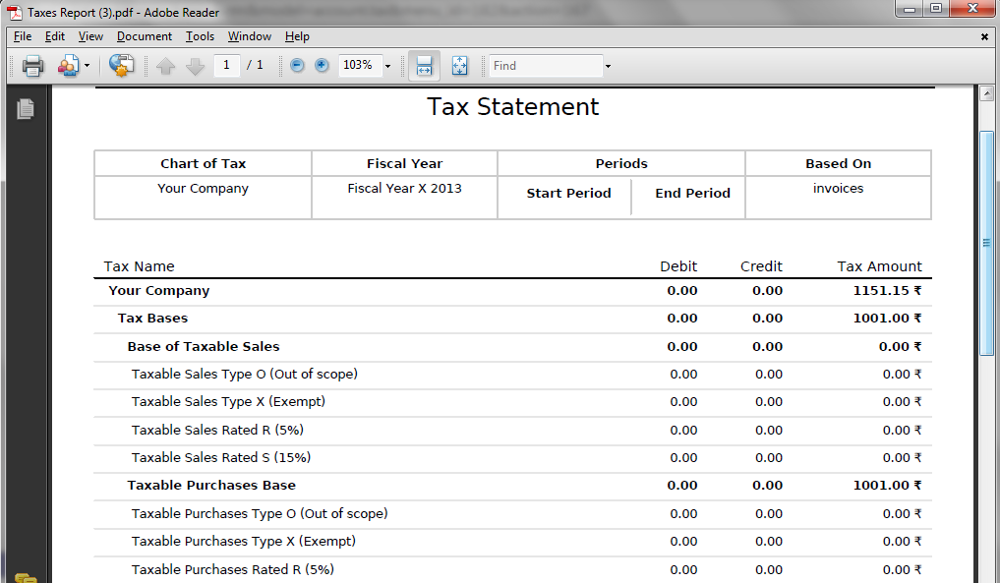 Taxes Report (3).pdf - Adobe Reader
File Edit View Document Tools Window Help
1 / 1 103% Find
Tax Statement
Chart of Tax Fiscal Year Periods Based On
Your Company Fiscal Year X 2013 Start Period End Period invoices
Tax Name Debit Credit Tax Amount
Your Company 0.00 0.00 1151.15 ₹
Tax Bases 0.00 0.00 1001.00 ₹
Base of Taxable Sales 0.00 0.00 0.00 ₹
Taxable Sales Type O (Out of scope) 0.00 0.00 0.00 ₹
Taxable Sales Type X (Exempt) 0.00 0.00 0.00 ₹
Taxable Sales Rated R (5%) 0.00 0.00 0.00 ₹
Taxable Sales Rated S (15%) 0.00 0.00 0.00 ₹
Taxable Purchases Base 0.00 0.00 1001.00 ₹
Taxable Purchases Type O (Out of scope) 0.00 0.00 0.00 ₹
Taxable Purchases Type X (Exempt) 0.00 0.00 0.00 ₹
Taxable Purchases Rated R (5%) 0.00 0.00 0.00 ₹